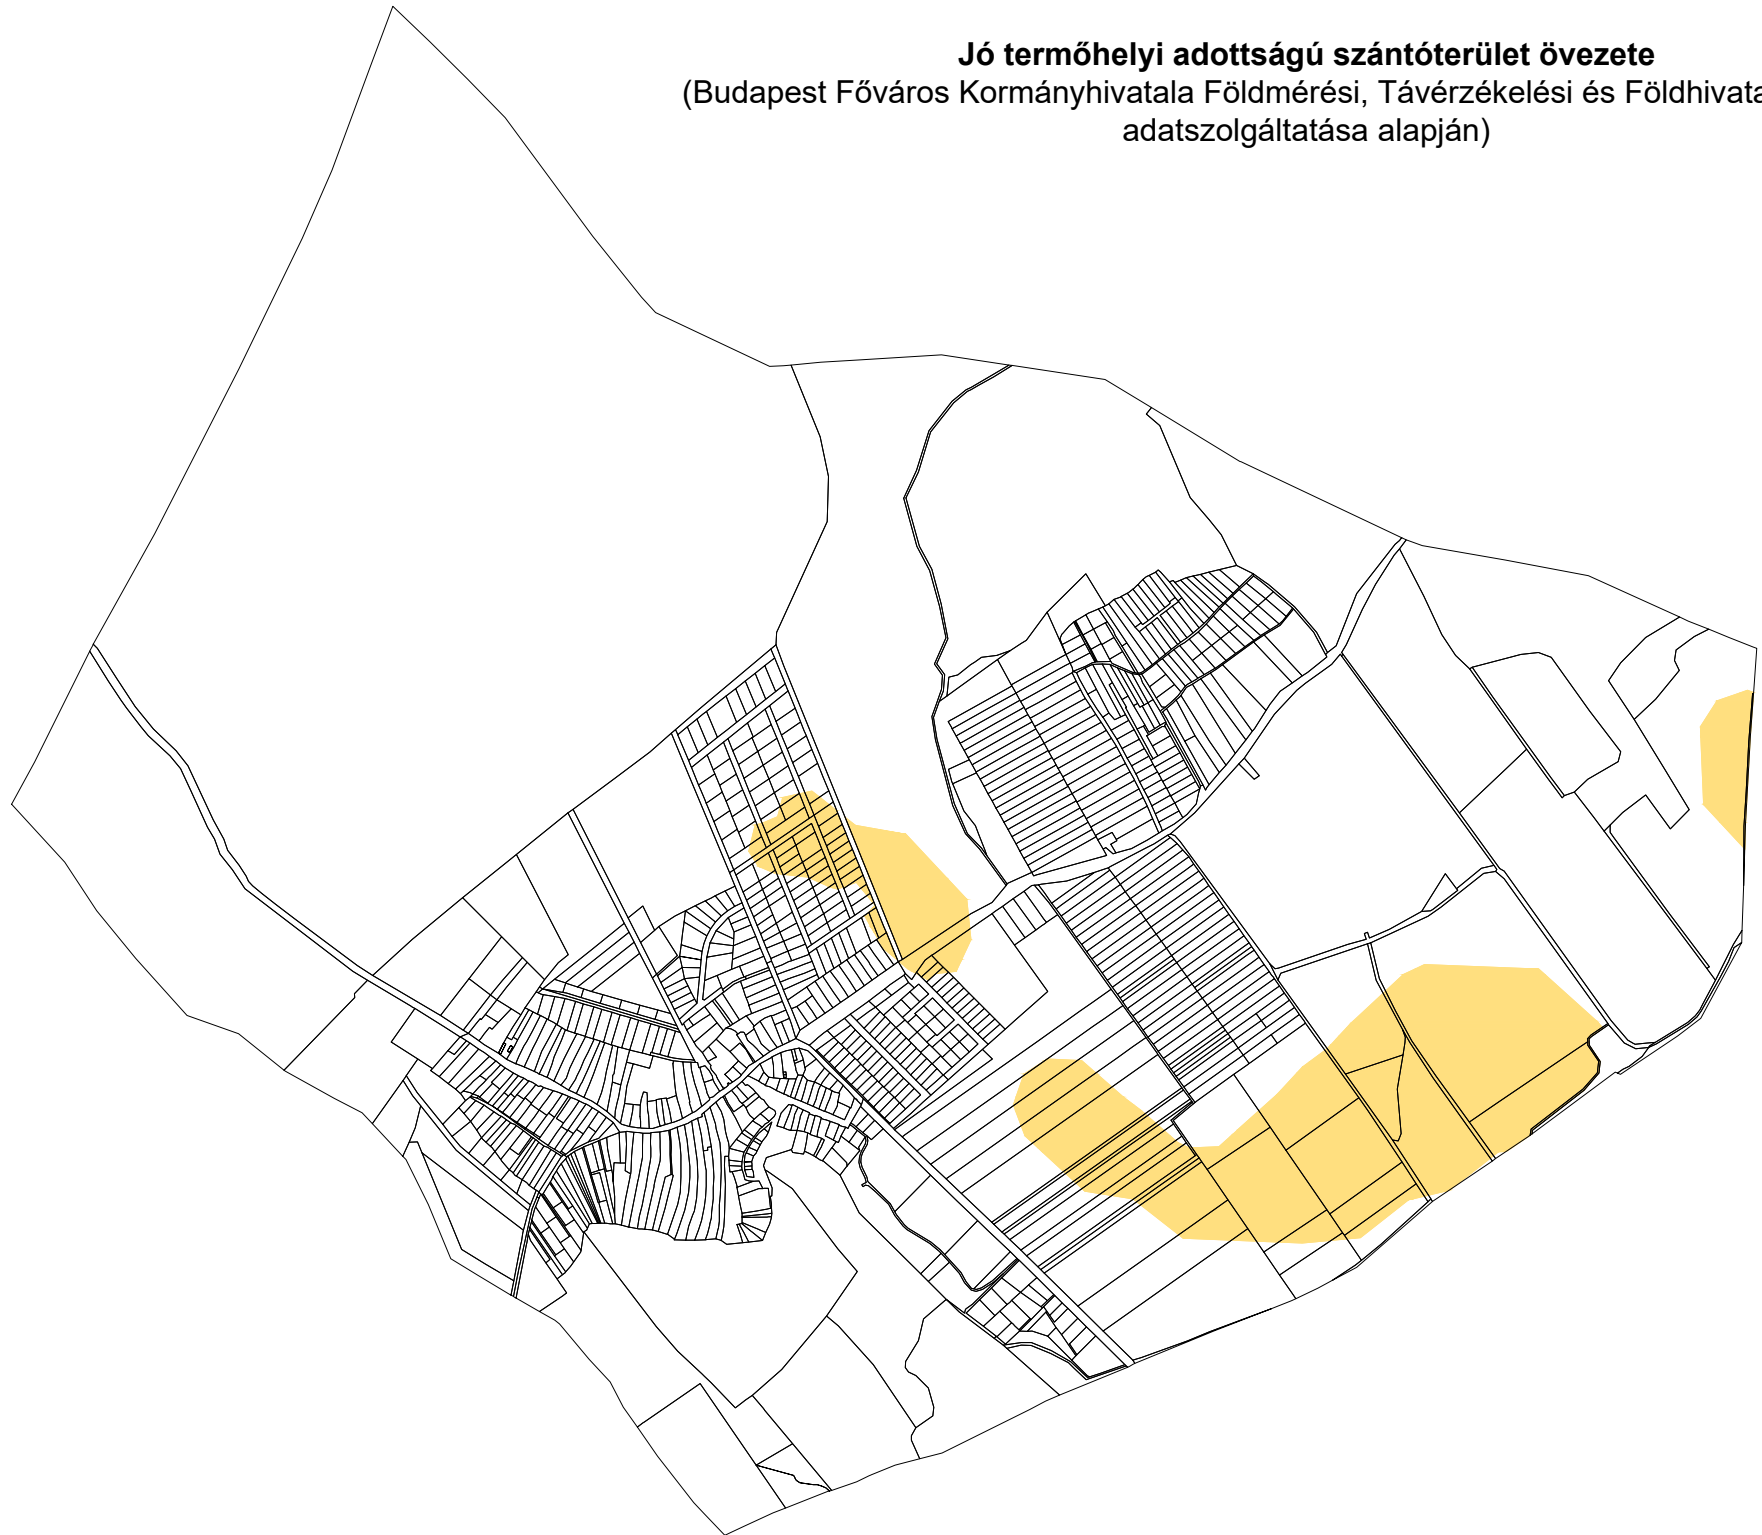 Jó termőhelyi adottságú szántóterület övezete
(Budapest Főváros Kormányhivatala Földmérési, Távérzékelési és
adatszolgáltatása alapján)